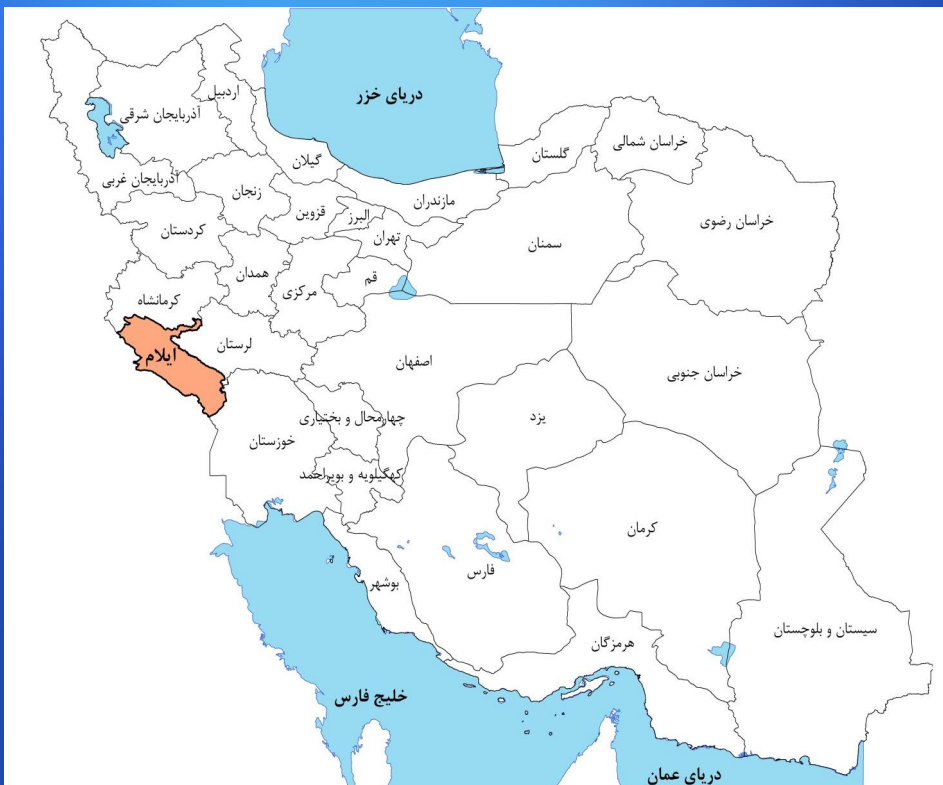 دریای خزر
اردبیل
آذربایجان شرقی
خراسان شمالی
گلستان
گیلان
آذربایجان غربی
زنجان
مازندران
قزوین
البرز
خراسان رضوی
کردستان
تهران
سمنان
همدان
قم
مرکزی
کرمانشاه
لرستان
ایلام
اصفهان
خراسان جنوبی
چهارمحال و بختیاری
یزد
خوزستان
کهگیلویه و بویراحمد
کرمان
فارس
بوشهر
سیستان و بلوچستان
هرمزگان
خلیج فارس
دریای عمان